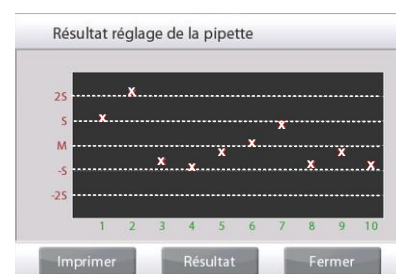 Résultat réglage de la pipette
2S
S
M
-S
-2S
x x x x x x x x x x
1 2 3 4 5 6 7 8 9 10
Imprimer Résultat Fermer